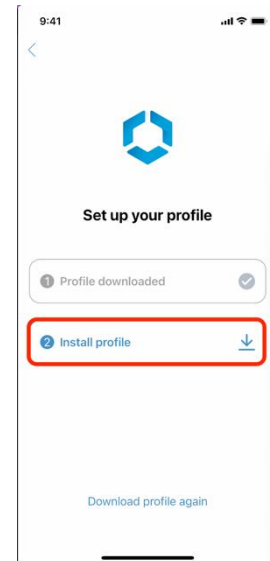 9:41
Set up your profile
1 Profile downloaded
2 Install profile
Download profile again